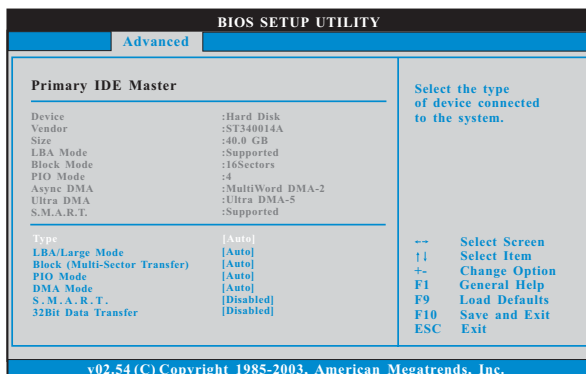 BIOS SETUP UTILITY
Advanced
Primary IDE Master
Device :Hard Disk
Vendor :ST340014A
Size :40.0 GB
LBA Mode :Supported
Block Mode :16Sectors
PIO Mode :4
Async DMA :MultiWord DMA-2
Ultra DMA :Ultra DMA-5
S.M.A.R.T. :Supported
Type [Auto]
LBA/Large Mode [Auto]
Block (Multi-Sector Transfer) [Auto]
PIO Mode [Auto]
DMA Mode [Auto]
S.M.A.R.T. [Disabled]
32Bit Data Transfer [Disabled]
Select the type
of device connected
to the system.
←→ Select Screen
↑↓ Select Item
+- Change Option
F1 General Help
F9 Load Defaults
F10 Save and Exit
ESC Exit
v02.54 (C) Copyright 1985-2003, American Megatrends, Inc.